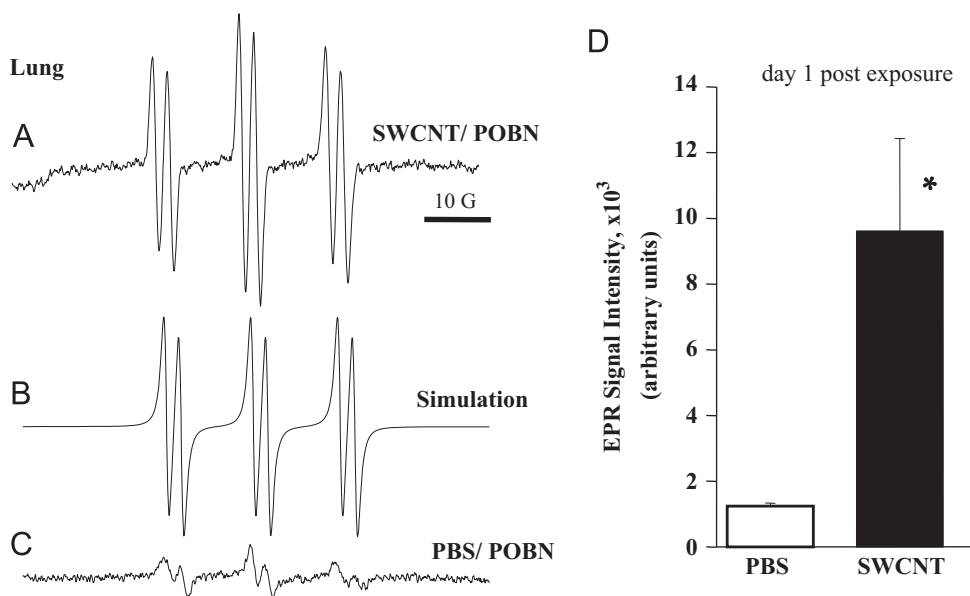 Lung
A
SWCNT/ POBN
10 G
B
Simulation
C
PBS/ POBN
D
day 1 post exposure
EPR Signal Intensity, x10³
(arbitrary units)
14
12
10
8
6
4
2
0
*
PBS
SWCNT